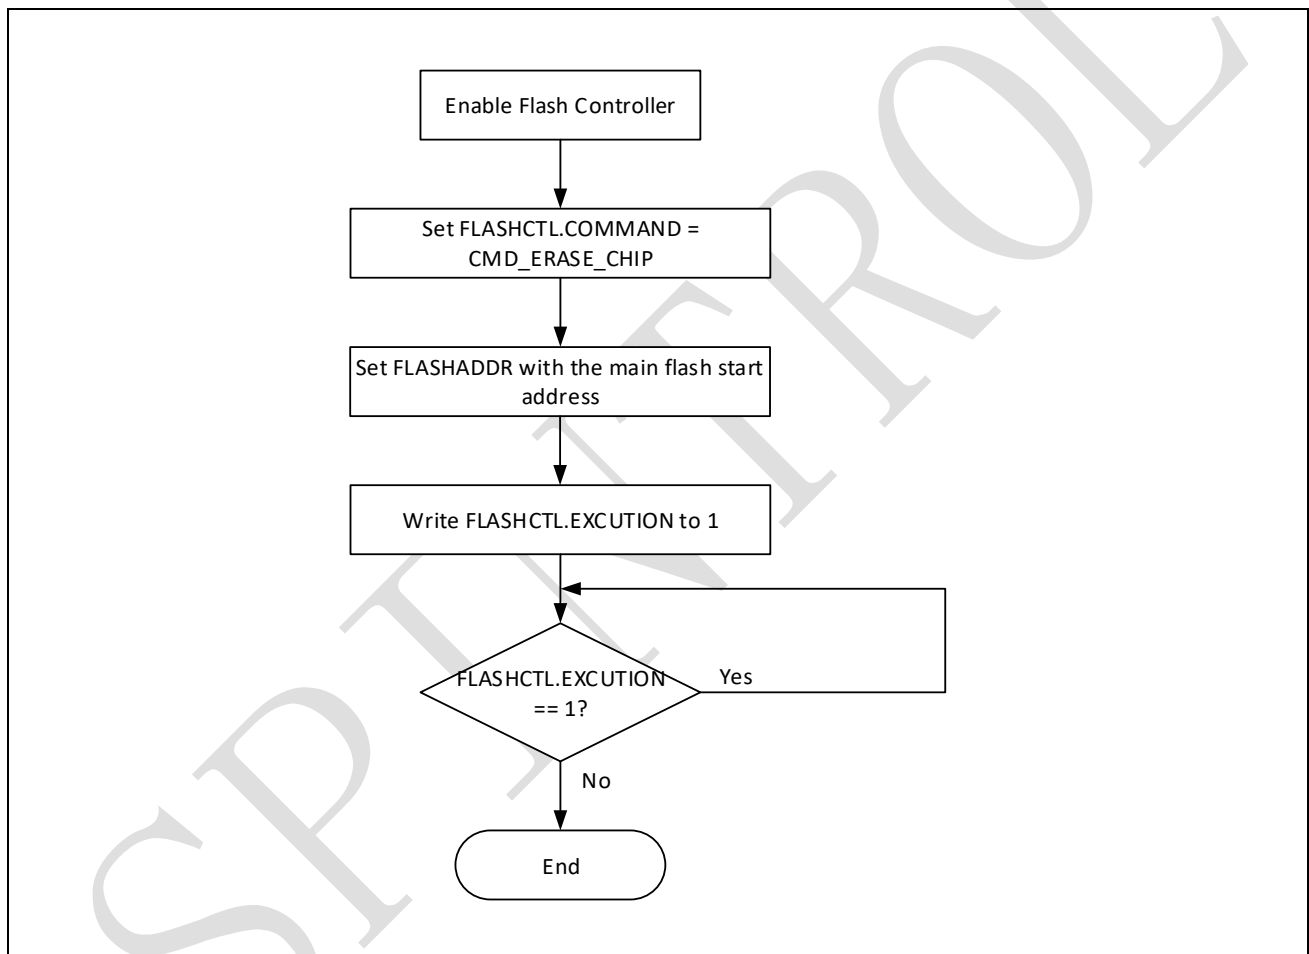 Enable Flash Controller
Set FLASHCTL.COMMAND =
CMD_ERASE_CHIP
Set FLASHADDR with the main flash start
address
Write FLASHCTL.EXCUTION to 1
FLASHCTL.EXCUTION
== 1?
Yes
No
End
SPINTROL